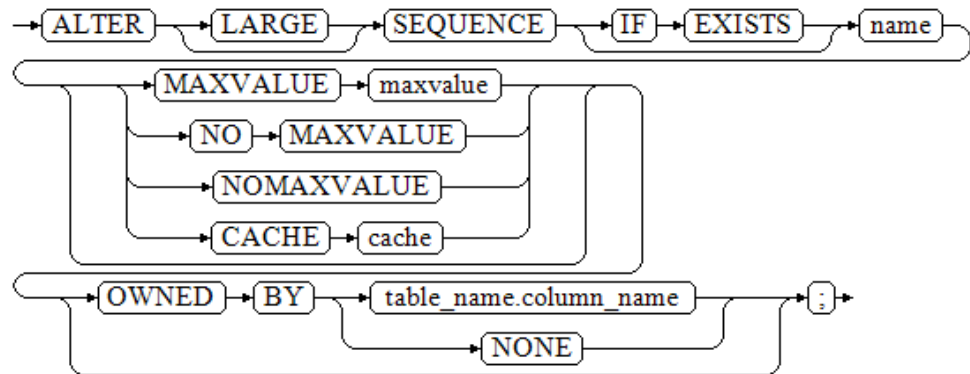 ALTER LARGE SEQUENCE IF EXISTS name
MAXVALUE maxvalue
NO MAXVALUE
NOMAXVALUE
CACHE cache
OWNED BY table_name.column_name ;
NONE